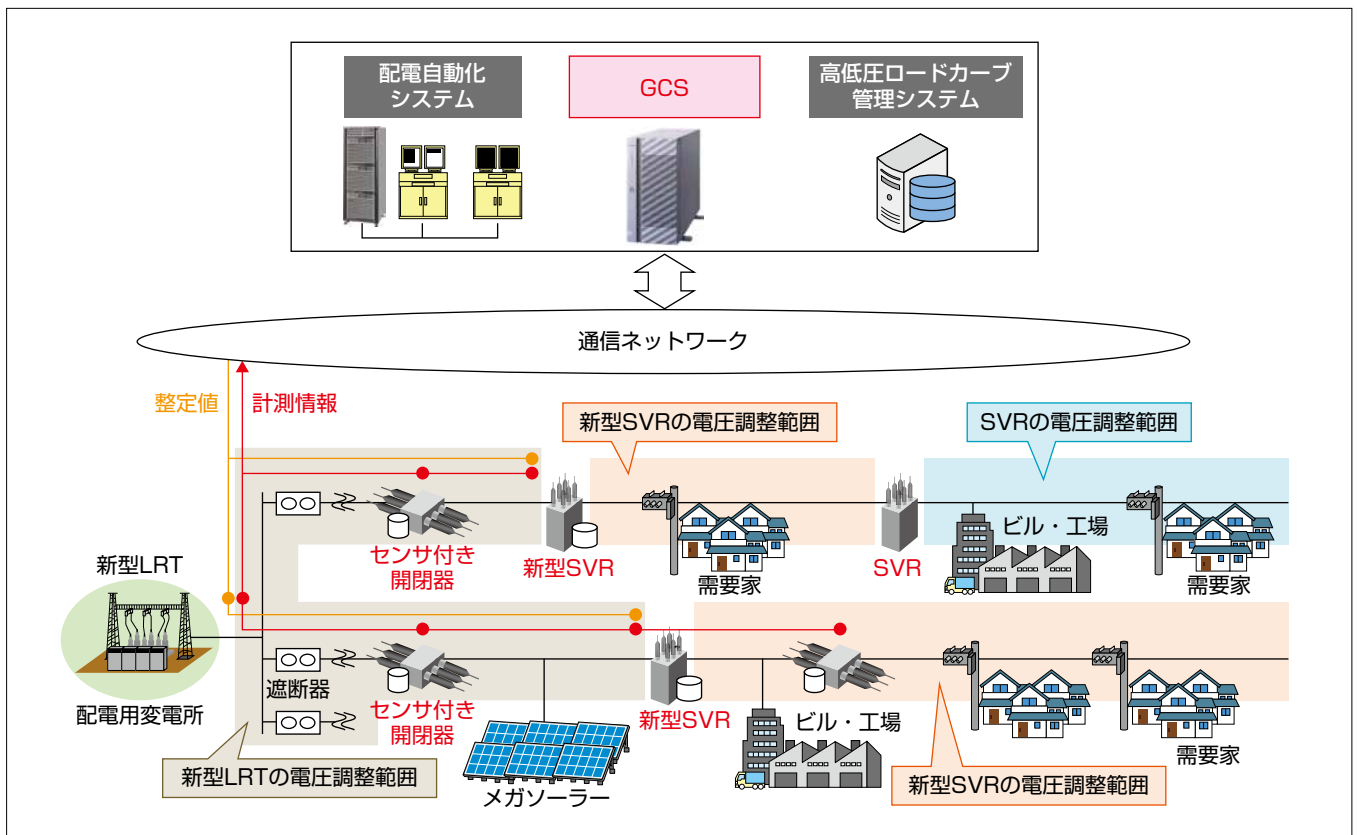 配電自動化
システム
GCS
高低圧ロードカーブ
管理システム
通信ネットワーク
整定値
計測情報
新型SVRの電圧調整範囲
SVRの電圧調整範囲
センサ付き
開閉器
新型SVR
需要家
SVR
ビル・工場
需要家
新型LRT
配電用変電所
遮断器
センサ付き
開閉器
新型SVR
ビル・工場
需要家
新型LRTの電圧調整範囲
メガソーラー
新型SVRの電圧調整範囲